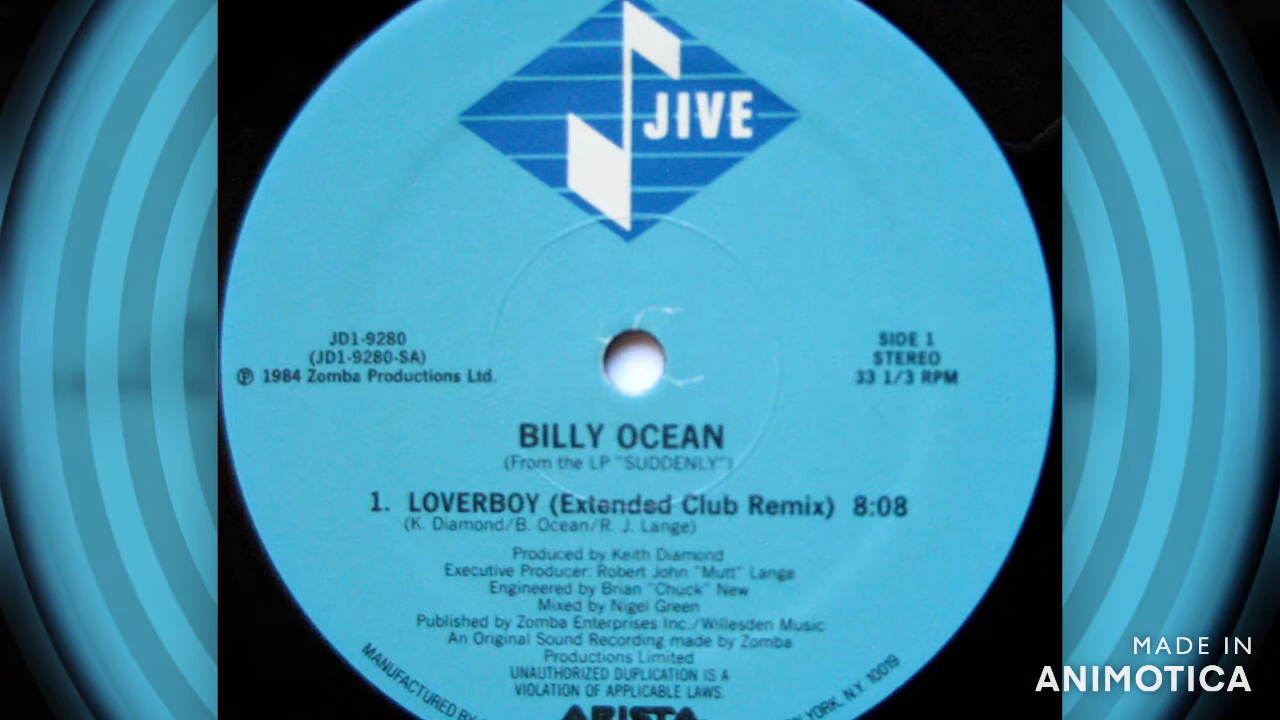 JIVE
JD1-9280
(JD1-9280-SA)
℗ 1984 Zomba Productions Ltd.
SIDE 1
STEREO
33 1/3 RPM
BILLY OCEAN
(From the LP "SUDDENLY")
1. LOVERBOY (Extended Club Remix) 8:08
(K. Diamond/B. Ocean/R. J. Lange)
Produced by Keith Diamond
Executive Producer: Robert John "Mutt" Lange
Engineered by Brian "Chuck" New
Mixed by Nigel Green
Published by Zomba Enterprises Inc./Willesden Music
An Original Sound Recording made by Zomba
Productions Limited
UNAUTHORIZED DUPLICATION IS A
VIOLATION OF APPLICABLE LAWS.
MANUFACTURED BY
YORK, N.Y. 10019
ARISTA
MADE IN
ANIMOTICA